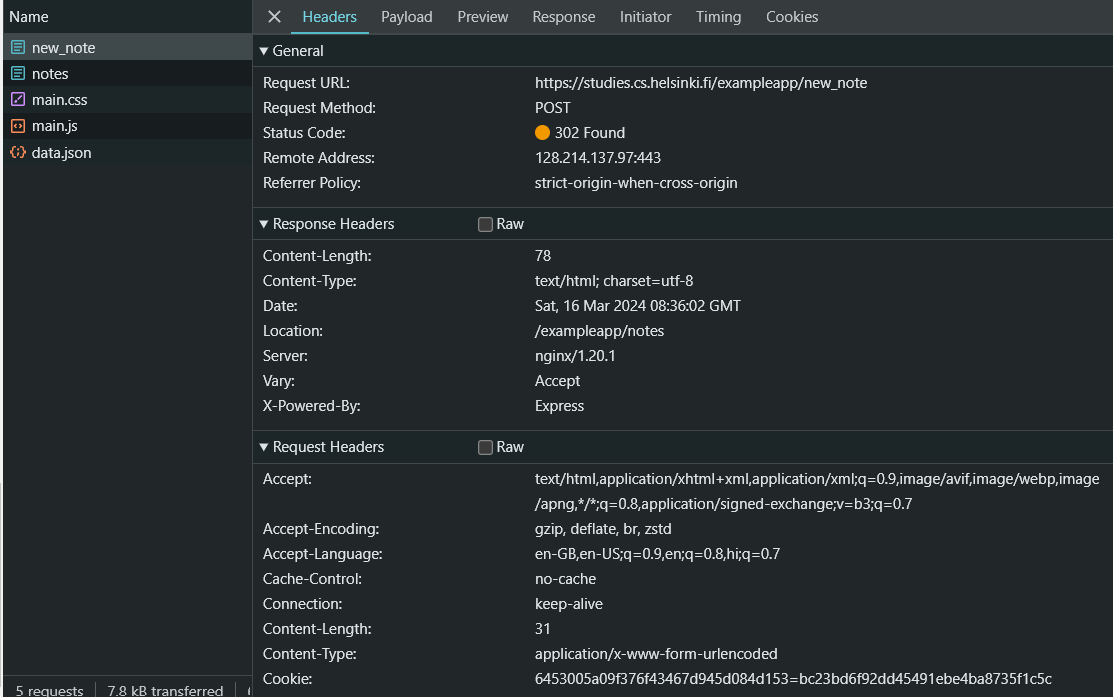 Name
Headers Payload Preview Response Initiator Timing Cookies
new_note
notes
main.css
main.js
data.json
General
Request URL: https://studies.cs.helsinki.fi/exampleapp/new_note
Request Method: POST
Status Code: 302 Found
Remote Address: 128.214.137.97:443
Referrer Policy: strict-origin-when-cross-origin
Response Headers Raw
Content-Length: 78
Content-Type: text/html; charset=utf-8
Date: Sat, 16 Mar 2024 08:36:02 GMT
Location: /exampleapp/notes
Server: nginx/1.20.1
Vary: Accept
X-Powered-By: Express
Request Headers Raw
Accept: text/html,application/xhtml+xml,application/xml;q=0.9,image/avif,image/webp,image
/apng,*/*;q=0.8,application/signed-exchange;v=b3;q=0.7
Accept-Encoding: gzip, deflate, br, zstd
Accept-Language: en-GB,en-US;q=0.9,en;q=0.8,hi;q=0.7
Cache-Control: no-cache
Connection: keep-alive
Content-Length: 31
Content-Type: application/x-www-form-urlencoded
Cookie: 6453005a09f376f43467d945d084d153=bc23bd6f92dd45491ebe4ba8735f1c5c
5 requests 7.8 kB transferred